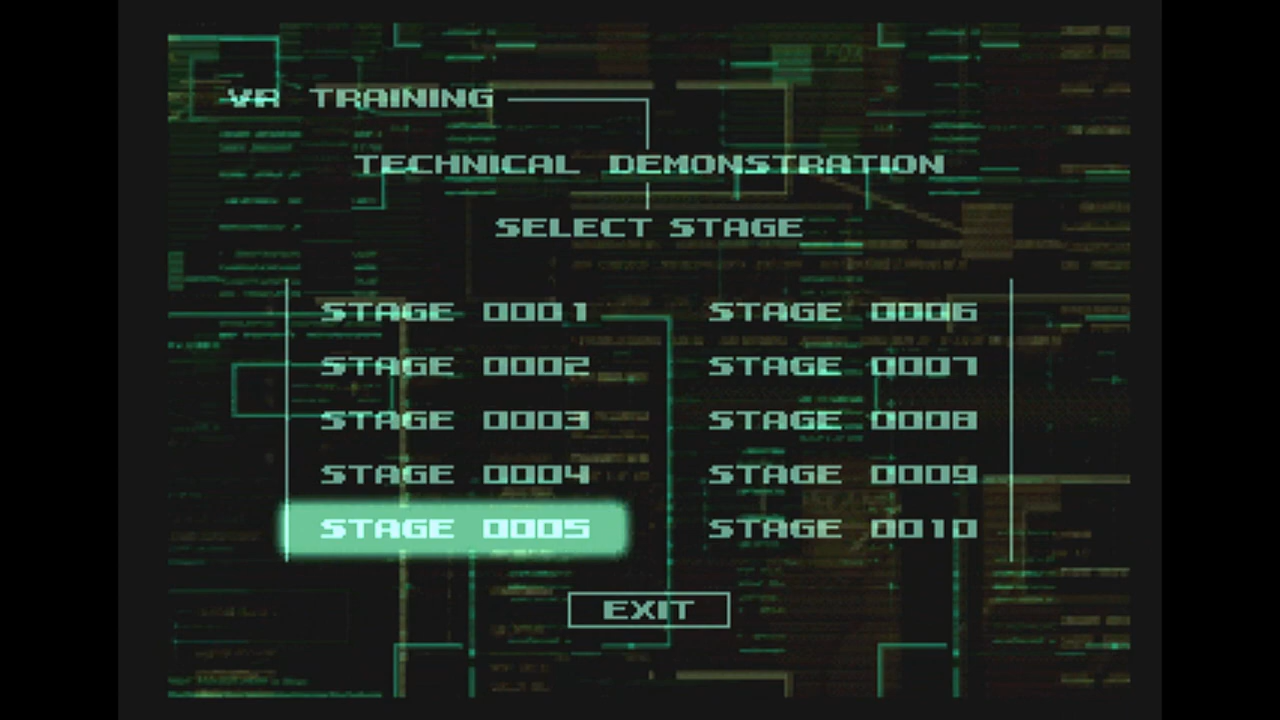 VR TRAINING
TECHNICAL DEMONSTRATION
SELECT STAGE
STAGE 0001
STAGE 0002
STAGE 0003
STAGE 0004
STAGE 0005
STAGE 0006
STAGE 0007
STAGE 0008
STAGE 0009
STAGE 0010
EXIT